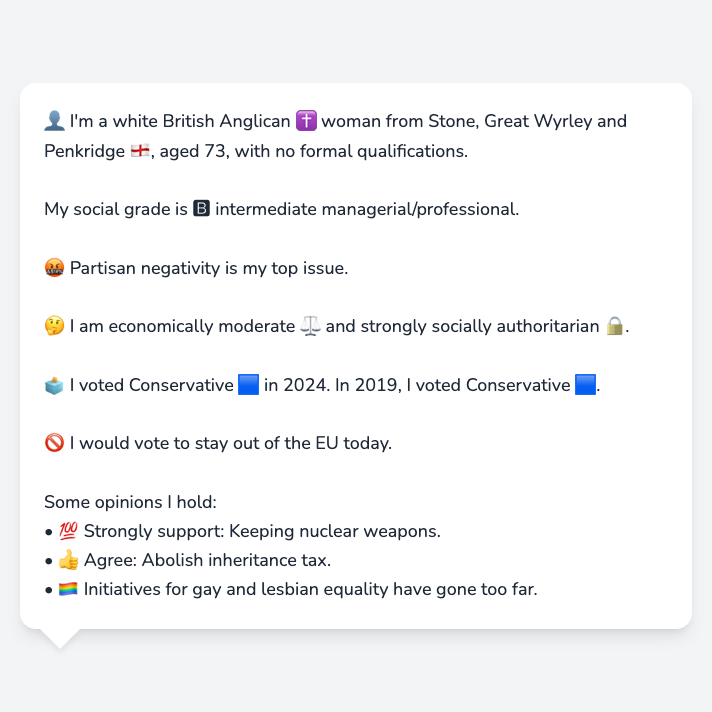 👤 I'm a white British Anglican ✝️ woman from Stone, Great Wyrley and
Penkridge 🏴󠁧󠁢󠁥󠁮󠁧󠁿, aged 73, with no formal qualifications.
My social grade is 🅱 intermediate managerial/professional.
🤬 Partisan negativity is my top issue.
🤔 I am economically moderate ⚖️ and strongly socially authoritarian 🔒.
🗳️ I voted Conservative 🟦 in 2024. In 2019, I voted Conservative 🟦.
🚫 I would vote to stay out of the EU today.
Some opinions I hold:
• 💯 Strongly support: Keeping nuclear weapons.
• 👍 Agree: Abolish inheritance tax.
• 🏳️‍🌈 Initiatives for gay and lesbian equality have gone too far.